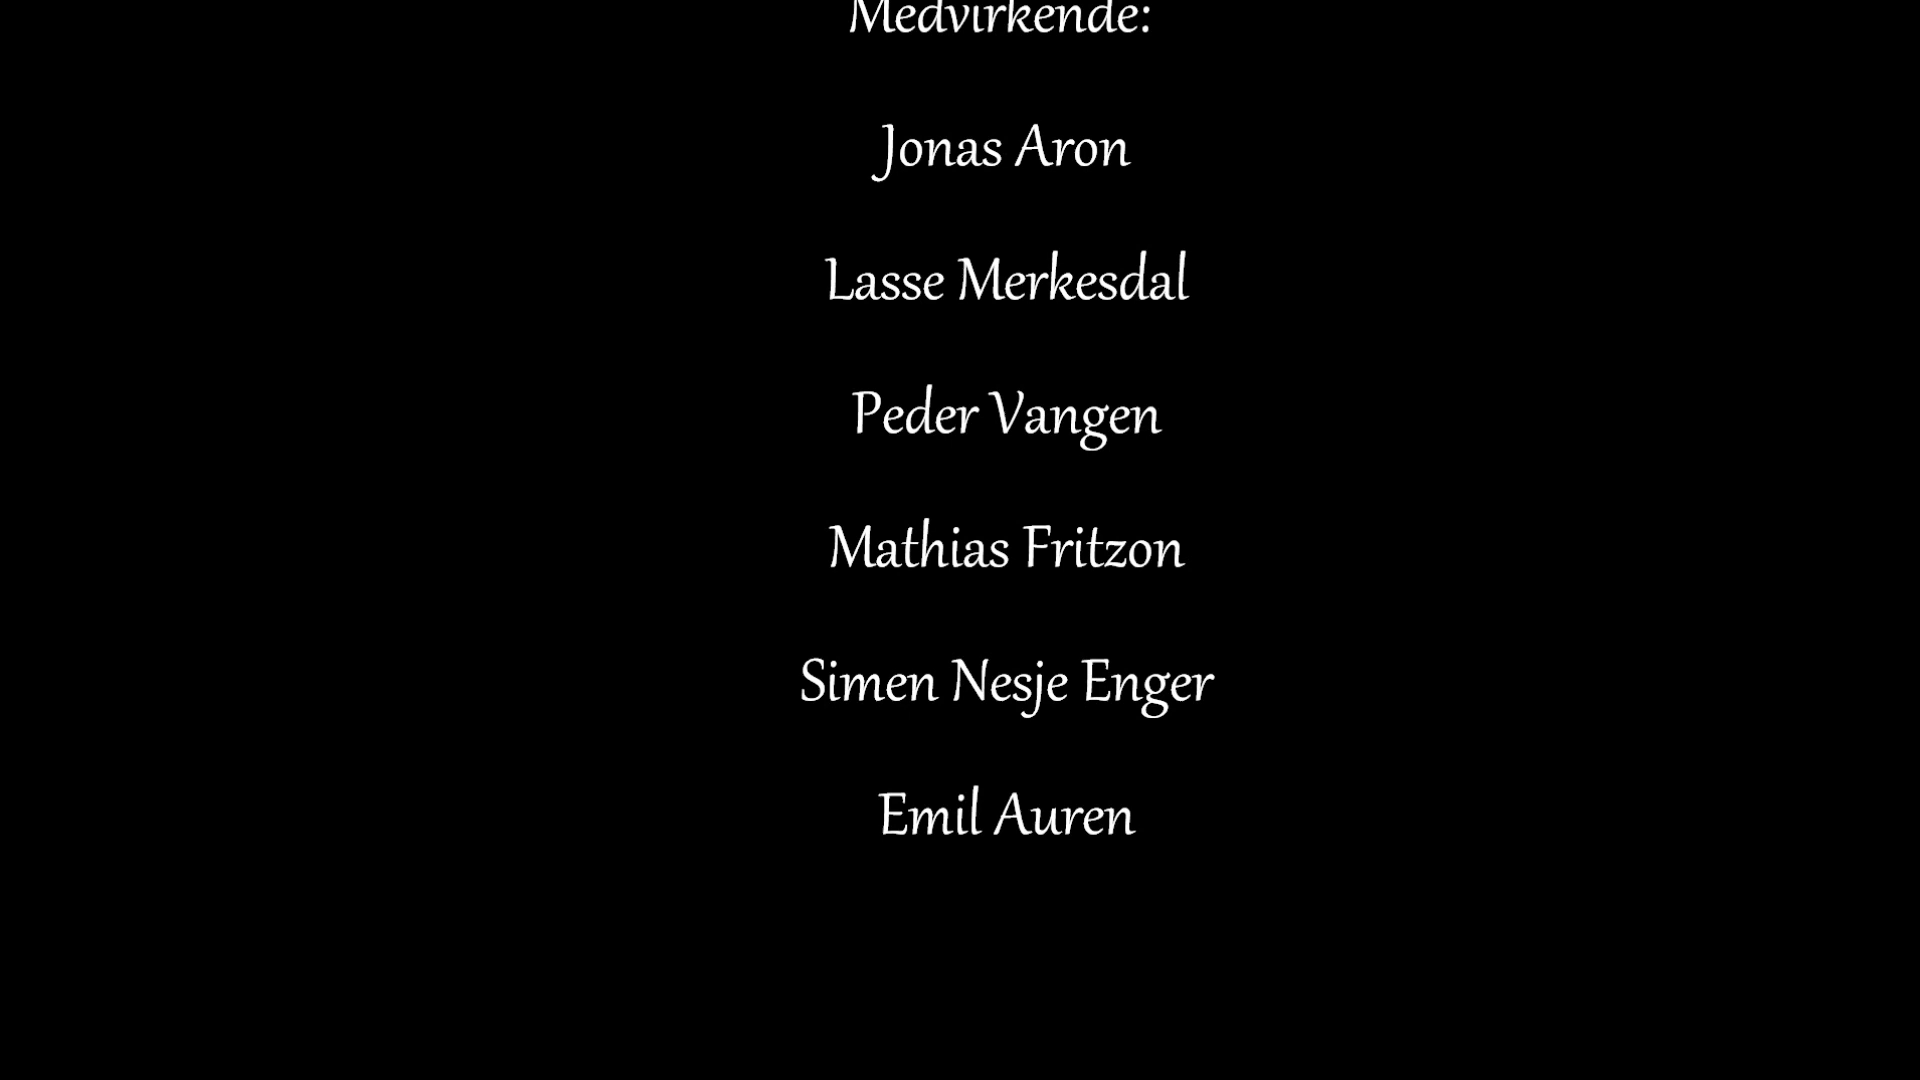 Medvirkende:
Jonas Aron
Lasse Merkesdal
Peder Vangen
Mathias Fritzon
Simen Nesje Enger
Emil Auren